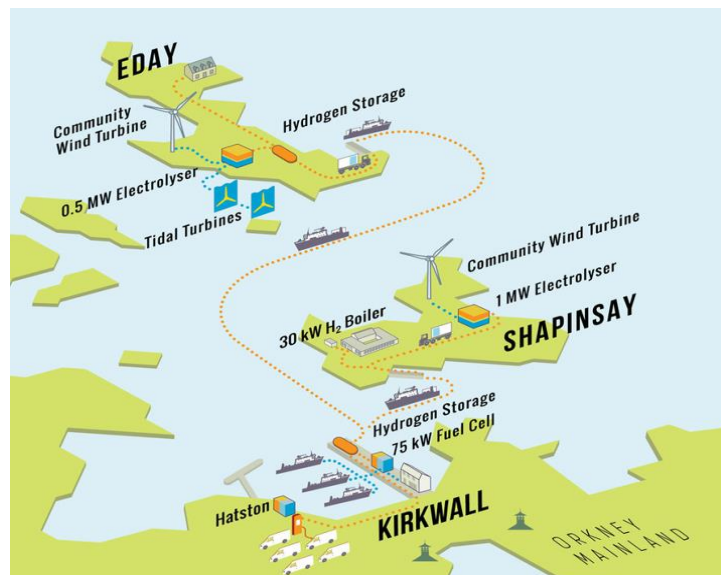 EDAY
Community
Wind Turbine
Hydrogen Storage
0.5 MW Electrolyser
Tidal Turbines
Community Wind Turbine
1 MW Electrolyser
30 kW H₂ Boiler
SHAPINSAY
Hydrogen Storage
75 kW Fuel Cell
Hatston
KIRKWALL
ORKNEY
MAINLAND